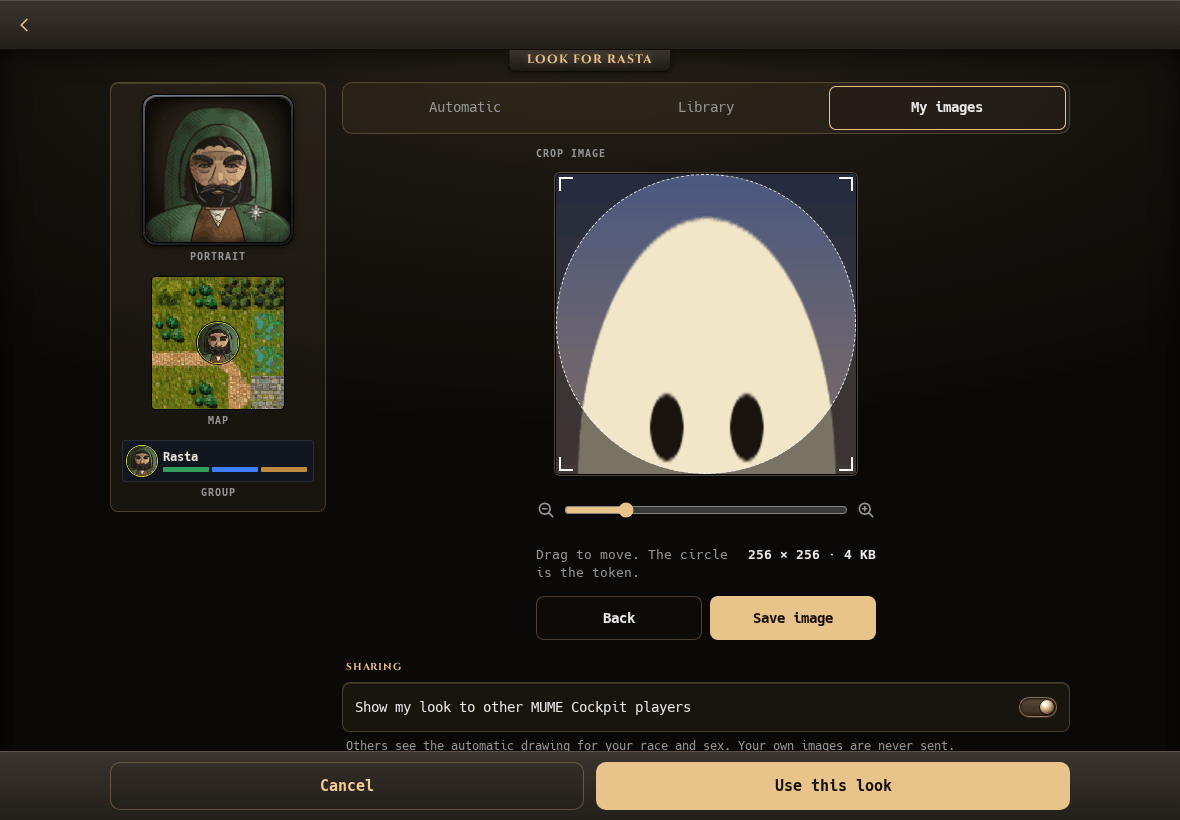 LOOK FOR RASTA
Automatic
Library
My images
PORTRAIT
MAP
Rasta
GROUP
CROP IMAGE
Drag to move. The circle
is the token.
256 × 256 · 4 KB
Back
Save image
SHARING
Show my look to other MUME Cockpit players
Others see the automatic drawing for your race and sex. Your own images are never sent.
Cancel
Use this look